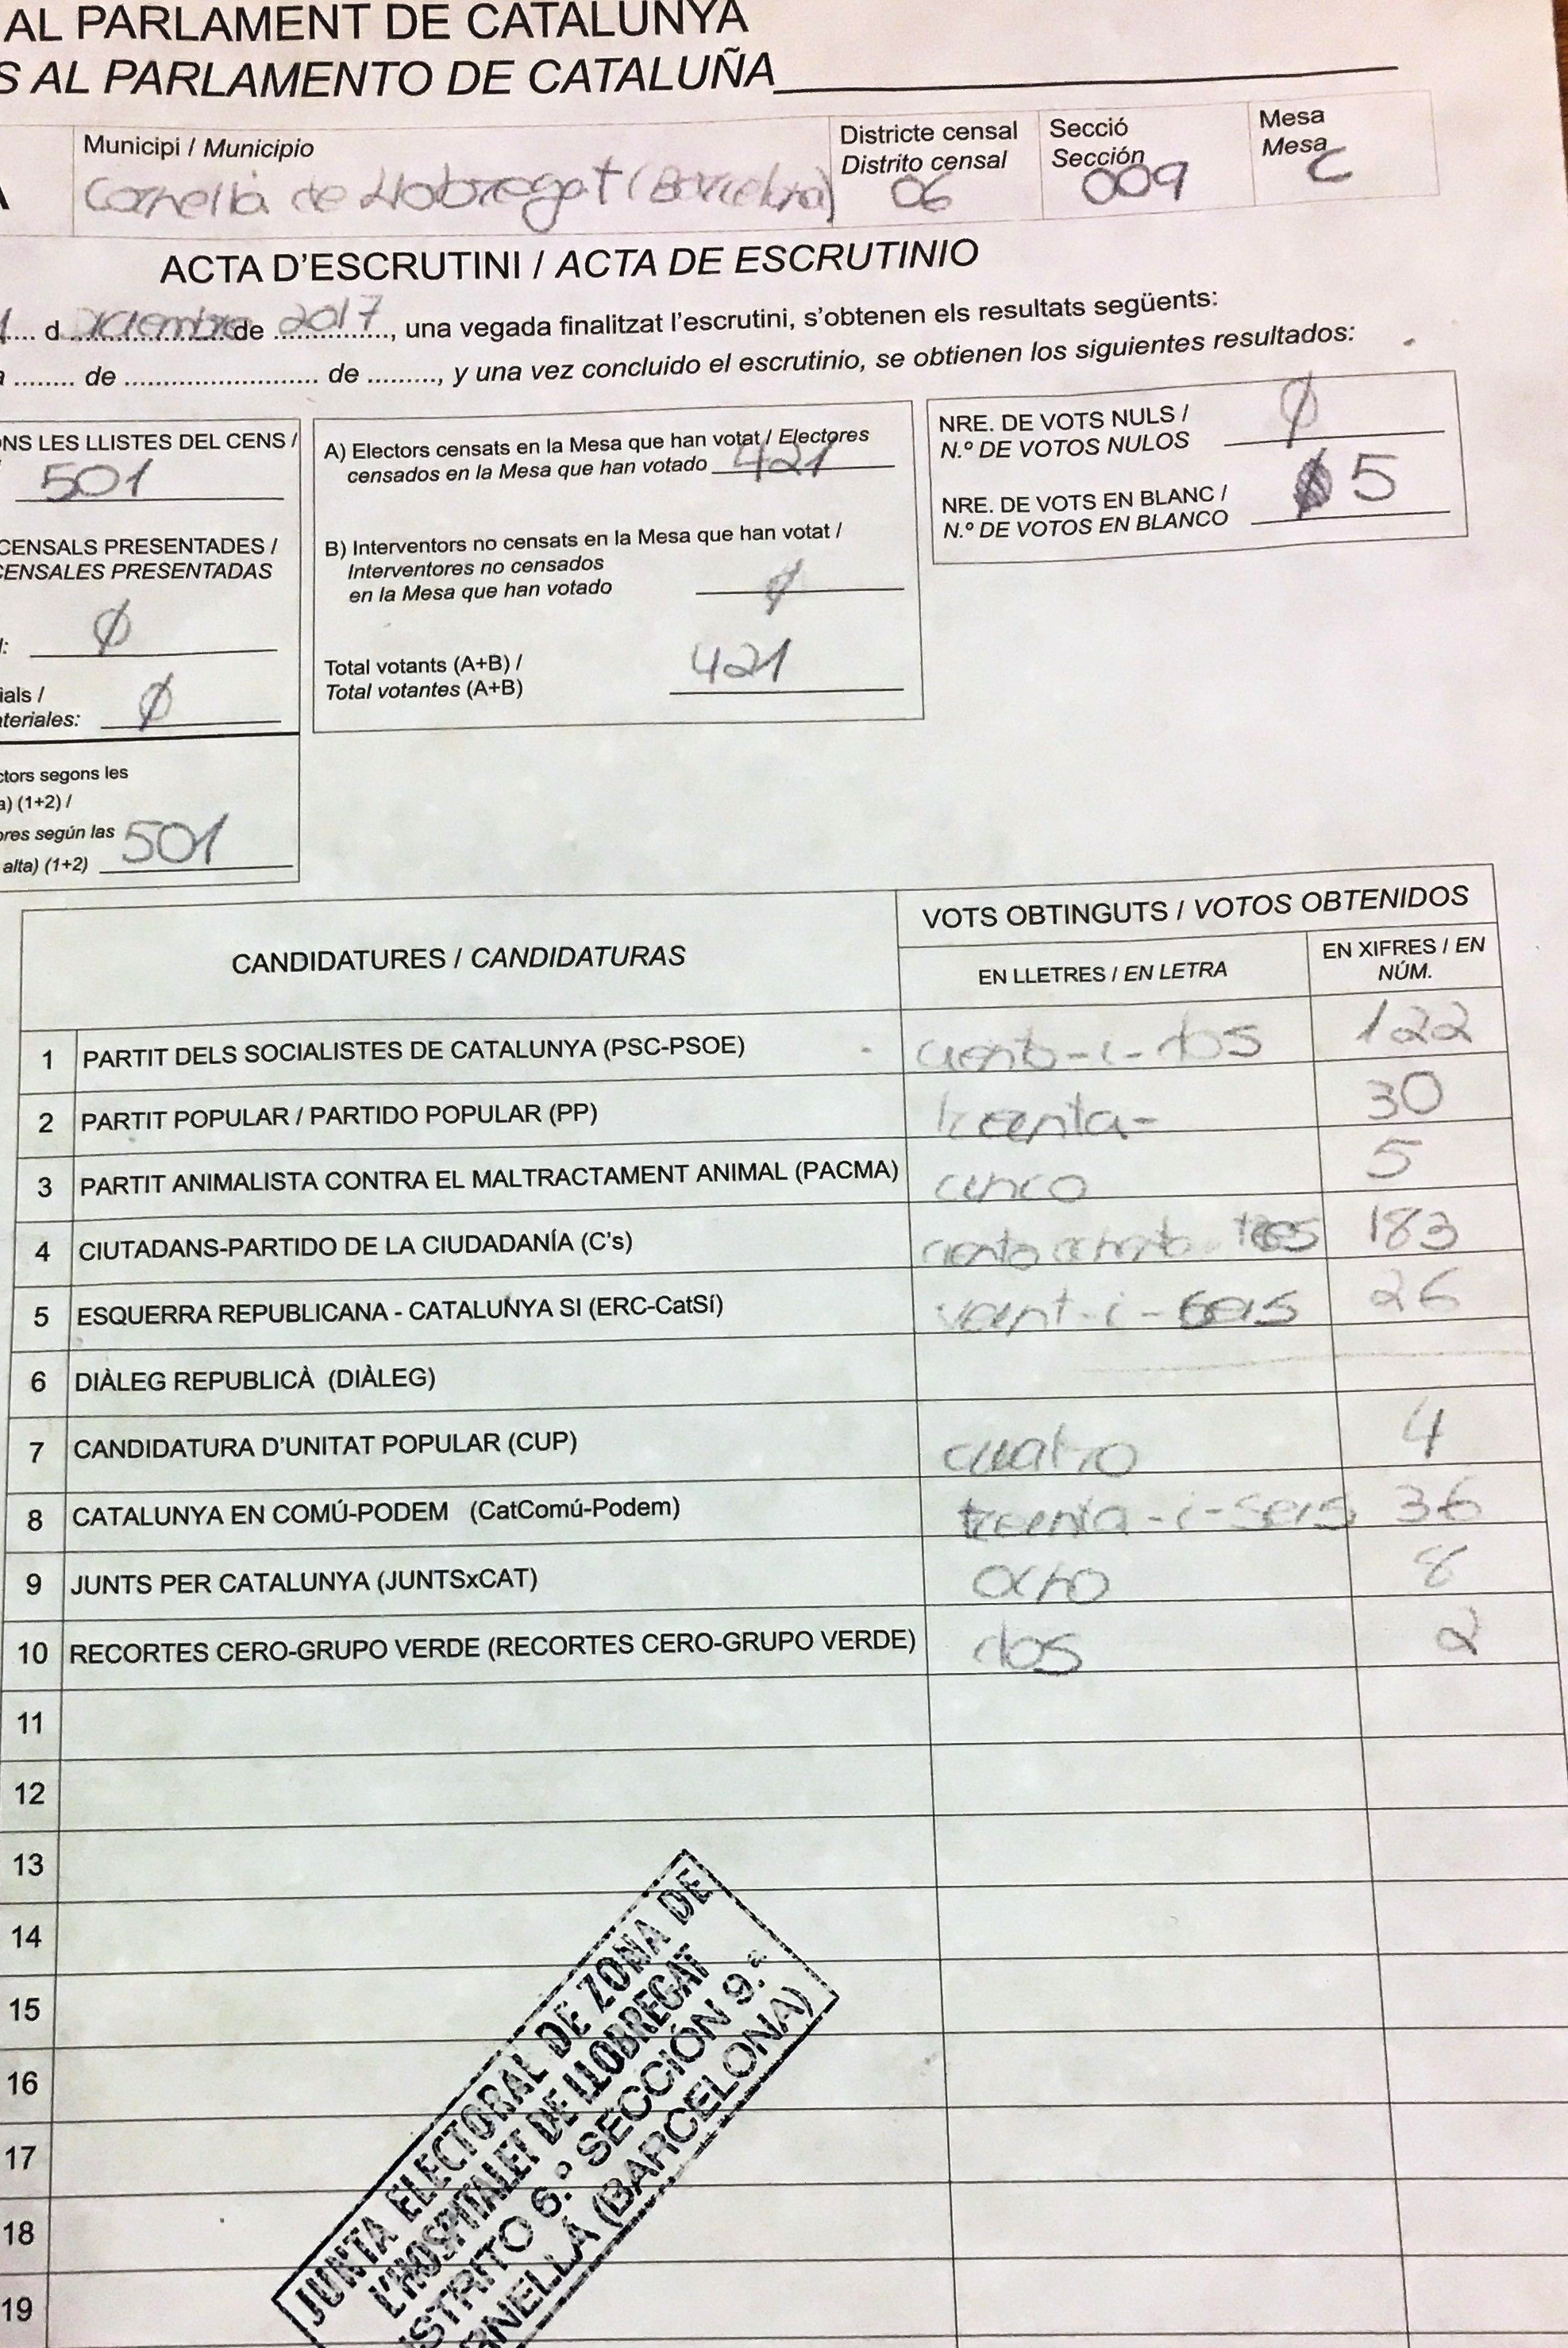 AL PARLAMENT DE CATALUNYA
S AL PARLAMENTO DE CATALUÑA
Municipi / Municipio
Cornellà de Llobregat (Barcelona)
Districte censal
Distrito censal
06
Secció
Sección
009
Mesa
Mesa
C
ACTA D'ESCRUTINI / ACTA DE ESCRUTINIO
1.... d diciembre de 2017, una vegada finalitzat l'escrutini, s'obtenen els resultats següents:
a ........ de .......................... de ........., y una vez concluido el escrutinio, se obtienen los siguientes resultados:
ONS LES LLISTES DEL CENS /
501
CENSALS PRESENTADES /
CENSALES PRESENTADAS
l: Ø
ials /
ateriales: Ø
ctors segons les
a) (1+2) /
ores según las
alta) (1+2) 501
A) Electors censats en la Mesa que han votat / Electores
censados en la Mesa que han votado 421
B) Interventors no censats en la Mesa que han votat /
Interventores no censados
en la Mesa que han votado Ø
Total votants (A+B) /
Total votantes (A+B) 421
NRE. DE VOTS NULS /
N.º DE VOTOS NULOS Ø
NRE. DE VOTS EN BLANC /
N.º DE VOTOS EN BLANCO 5
CANDIDATURES / CANDIDATURAS
VOTS OBTINGUTS / VOTOS OBTENIDOS
EN LLETRES / EN LETRA
EN XIFRES / EN
NÚM.
1 PARTIT DELS SOCIALISTES DE CATALUNYA (PSC-PSOE) ciento-i-dos 122
2 PARTIT POPULAR / PARTIDO POPULAR (PP) treenta- 30
3 PARTIT ANIMALISTA CONTRA EL MALTRACTAMENT ANIMAL (PACMA) cinco 5
4 CIUTADANS-PARTIDO DE LA CIUDADANÍA (C's) ciento ochenta tres 183
5 ESQUERRA REPUBLICANA - CATALUNYA SI (ERC-CatSí) veint-i-seis 26
6 DIÀLEG REPUBLICÀ (DIÀLEG)
7 CANDIDATURA D'UNITAT POPULAR (CUP) cuatro 4
8 CATALUNYA EN COMÚ-PODEM (CatComú-Podem) treenta-i-seis 36
9 JUNTS PER CATALUNYA (JUNTSxCAT) ocho 8
10 RECORTES CERO-GRUPO VERDE (RECORTES CERO-GRUPO VERDE) dos 2
11
12
13
14
15
16
17
18
19
JUNTA ELECTORAL DE ZONA DE
L'HOSPITALET DE LLOBREGAT
STRITO 6.º SECCIÓN 9.ª
RNELLÁ (BARCELONA)